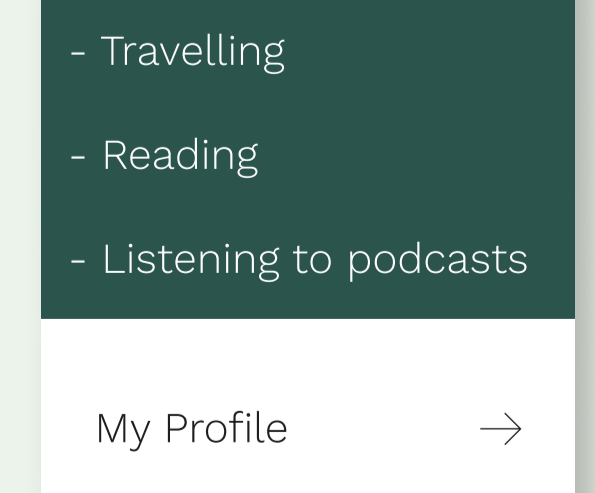 - Travelling
- Reading
- Listening to podcasts
My Profile